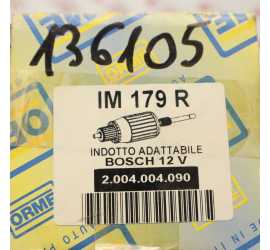 136105
IM 179 R
INDOTTO ADATTABILE
BOSCH 12 V
2.004.004.090